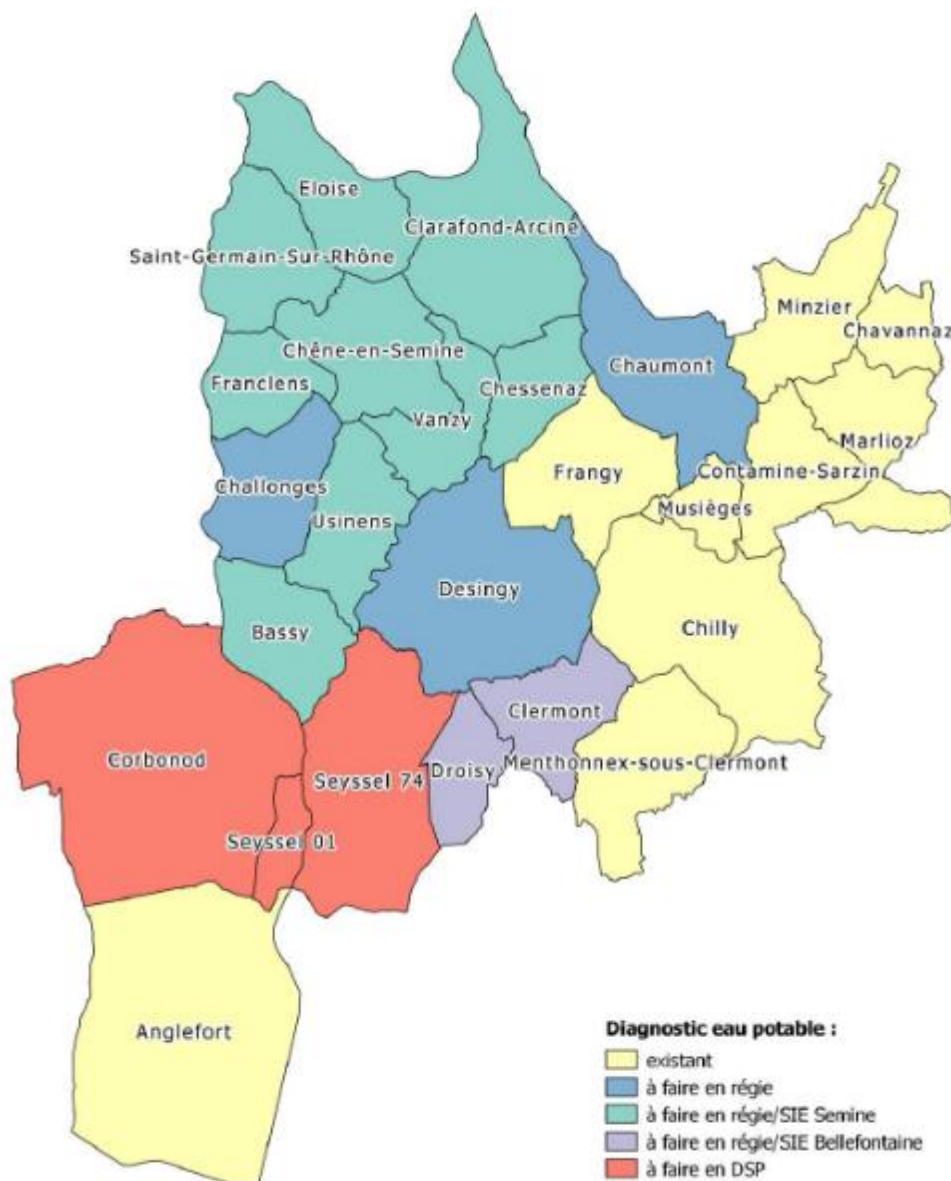 Eloise
Clarafond-Arcine
Saint-Germain-Sur-Rhône
Minzier
Chavannaz
Chêne-en-Semine
Chaumont
Franclens
Chessenaz
Vanzy
Marlioz
Frangy
Contamine-Sarzin
Challonges
Musièges
Usinens
Desingy
Bassy
Chilly
Clermont
Corbonod
Seyssel 74
Droisy
Menthonnex-sous-Clermont
Seyssel 01
Anglefort
Diagnostic eau potable :
existant
à faire en régie
à faire en régie/SIE Semine
à faire en régie/SIE Bellefontaine
à faire en DSP